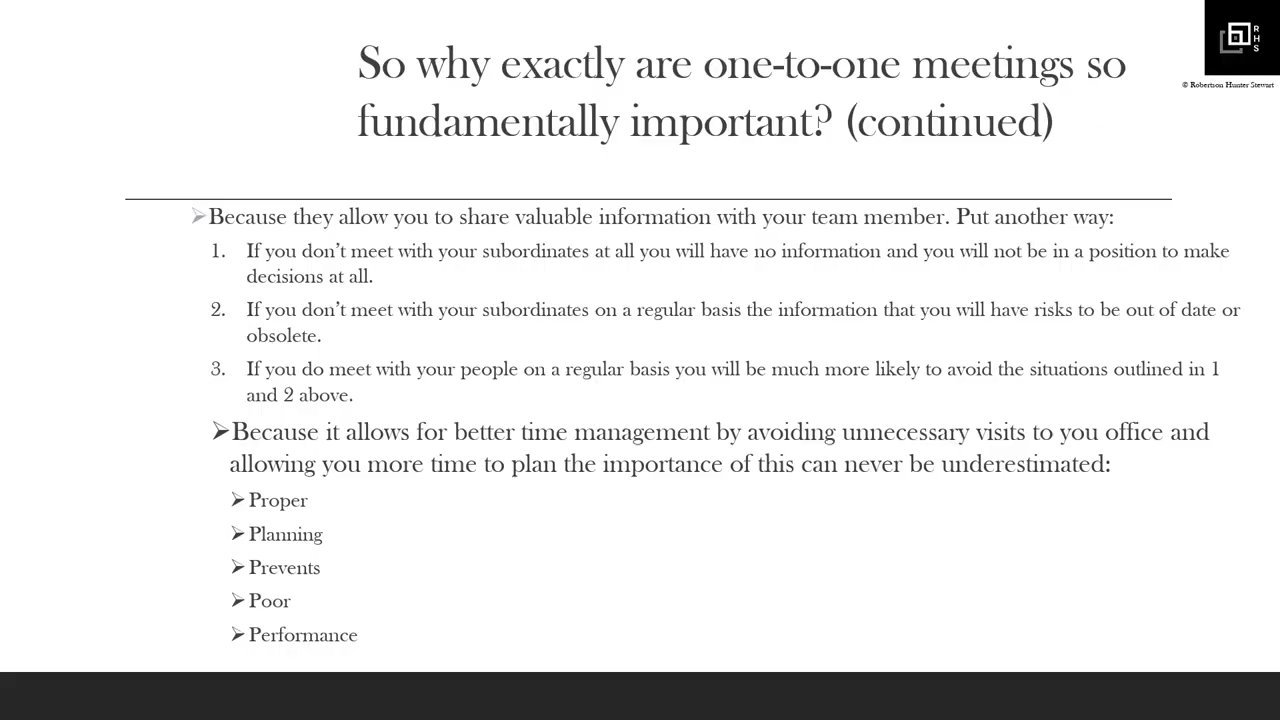 R
H
S
© Robertson Hunter Stewart
So why exactly are one-to-one meetings so
fundamentally important? (continued)
Because they allow you to share valuable information with your team member. Put another way:
1. If you don’t meet with your subordinates at all you will have no information and you will not be in a position to make
decisions at all.
2. If you don’t meet with your subordinates on a regular basis the information that you will have risks to be out of date or
obsolete.
3. If you do meet with your people on a regular basis you will be much more likely to avoid the situations outlined in 1
and 2 above.
Because it allows for better time management by avoiding unnecessary visits to you office and
allowing you more time to plan the importance of this can never be underestimated:
Proper
Planning
Prevents
Poor
Performance